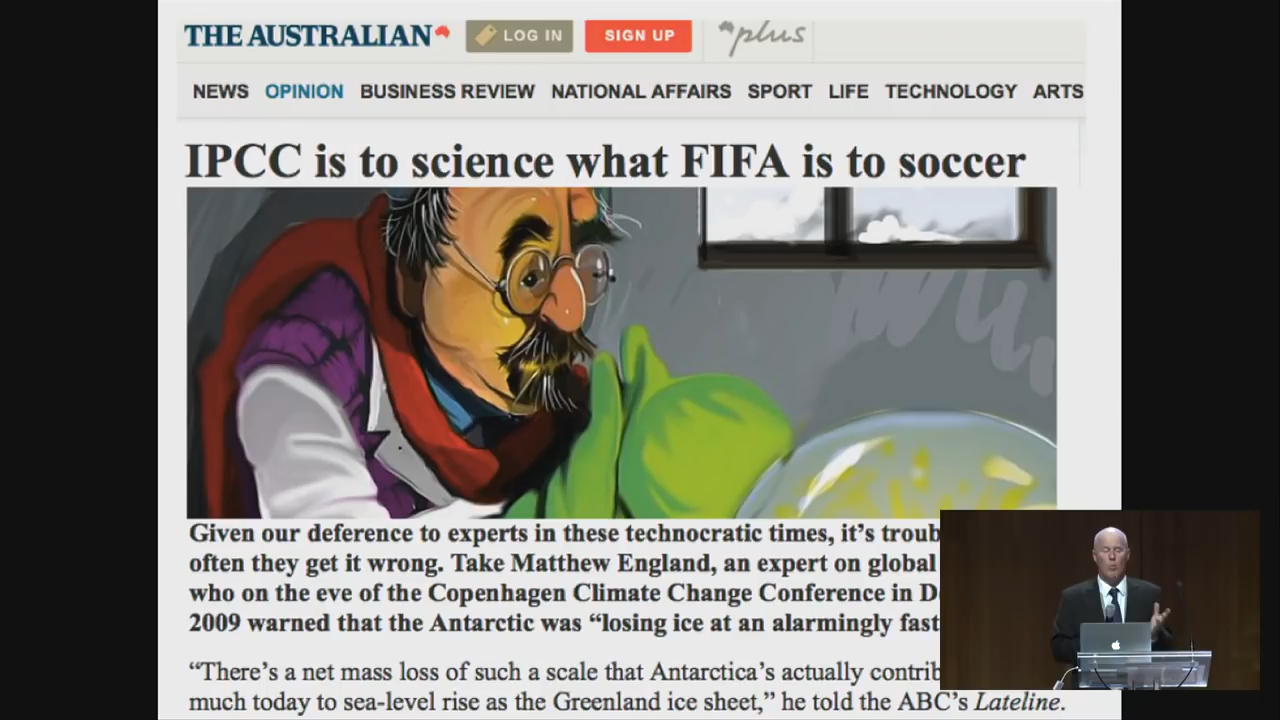 THE AUSTRALIAN LOG IN SIGN UP plus
NEWS OPINION BUSINESS REVIEW NATIONAL AFFAIRS SPORT LIFE TECHNOLOGY ARTS
IPCC is to science what FIFA is to soccer
Given our deference to experts in these technocratic times, it’s
often they get it wrong. Take Matthew England, an expert on global
who on the eve of the Copenhagen Climate Change Conference in
2009 warned that the Antarctic was “losing ice at an alarmingly fast
“There’s a net mass loss of such a scale that Antarctica’s actually
much today to sea-level rise as the Greenland ice sheet,” he told the ABC’s Lateline.